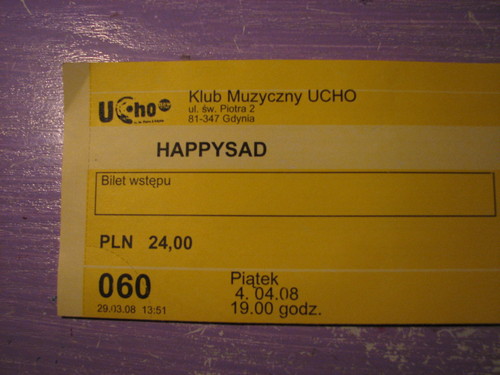 UCho Klub Muzyczny UCHO
ul. św. Piotra 2
81-347 Gdynia
HAPPYSAD
Bilet wstępu
PLN 24,00
060 Piątek
4. 04.08
29.03.08 13:51 19.00 godz.